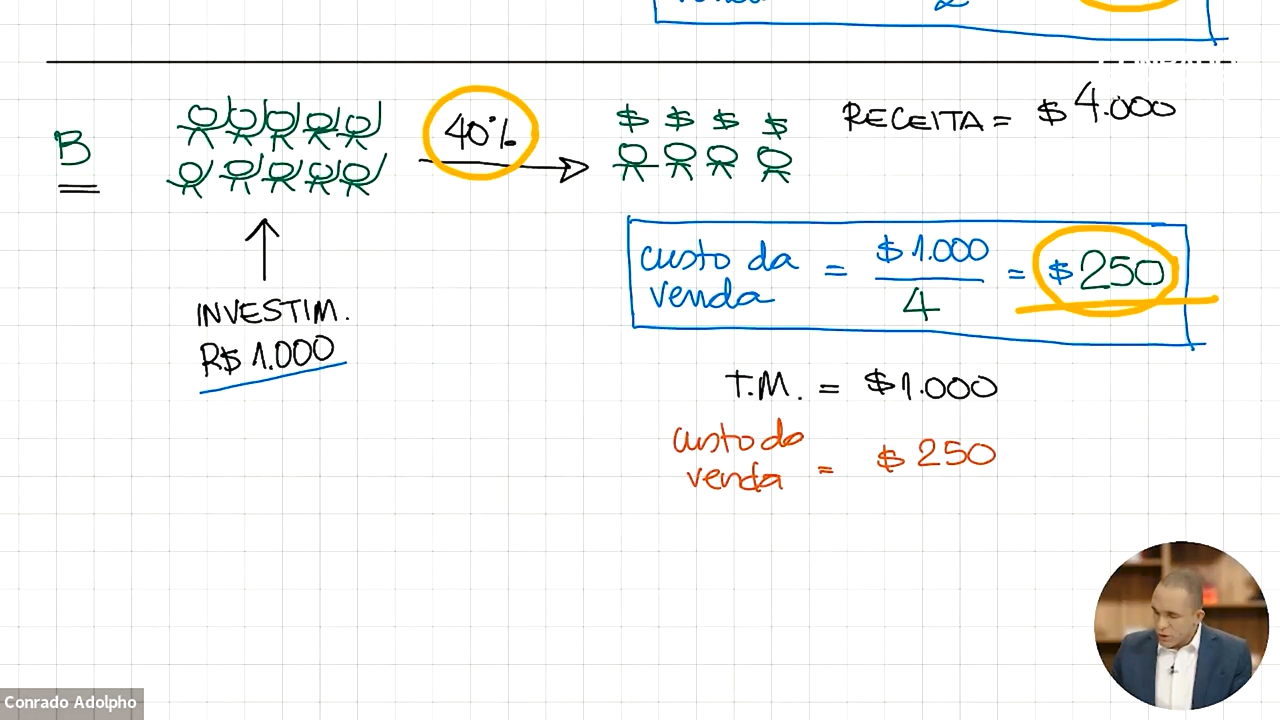 B
40%
$ $ $ $
RECEITA = $ 4.000
INVESTIM.
R$ 1.000
custo da venda = $ 1.000 / 4 = $ 250
T.M. = $ 1.000
custo da venda = $ 250
Conrado Adolpho